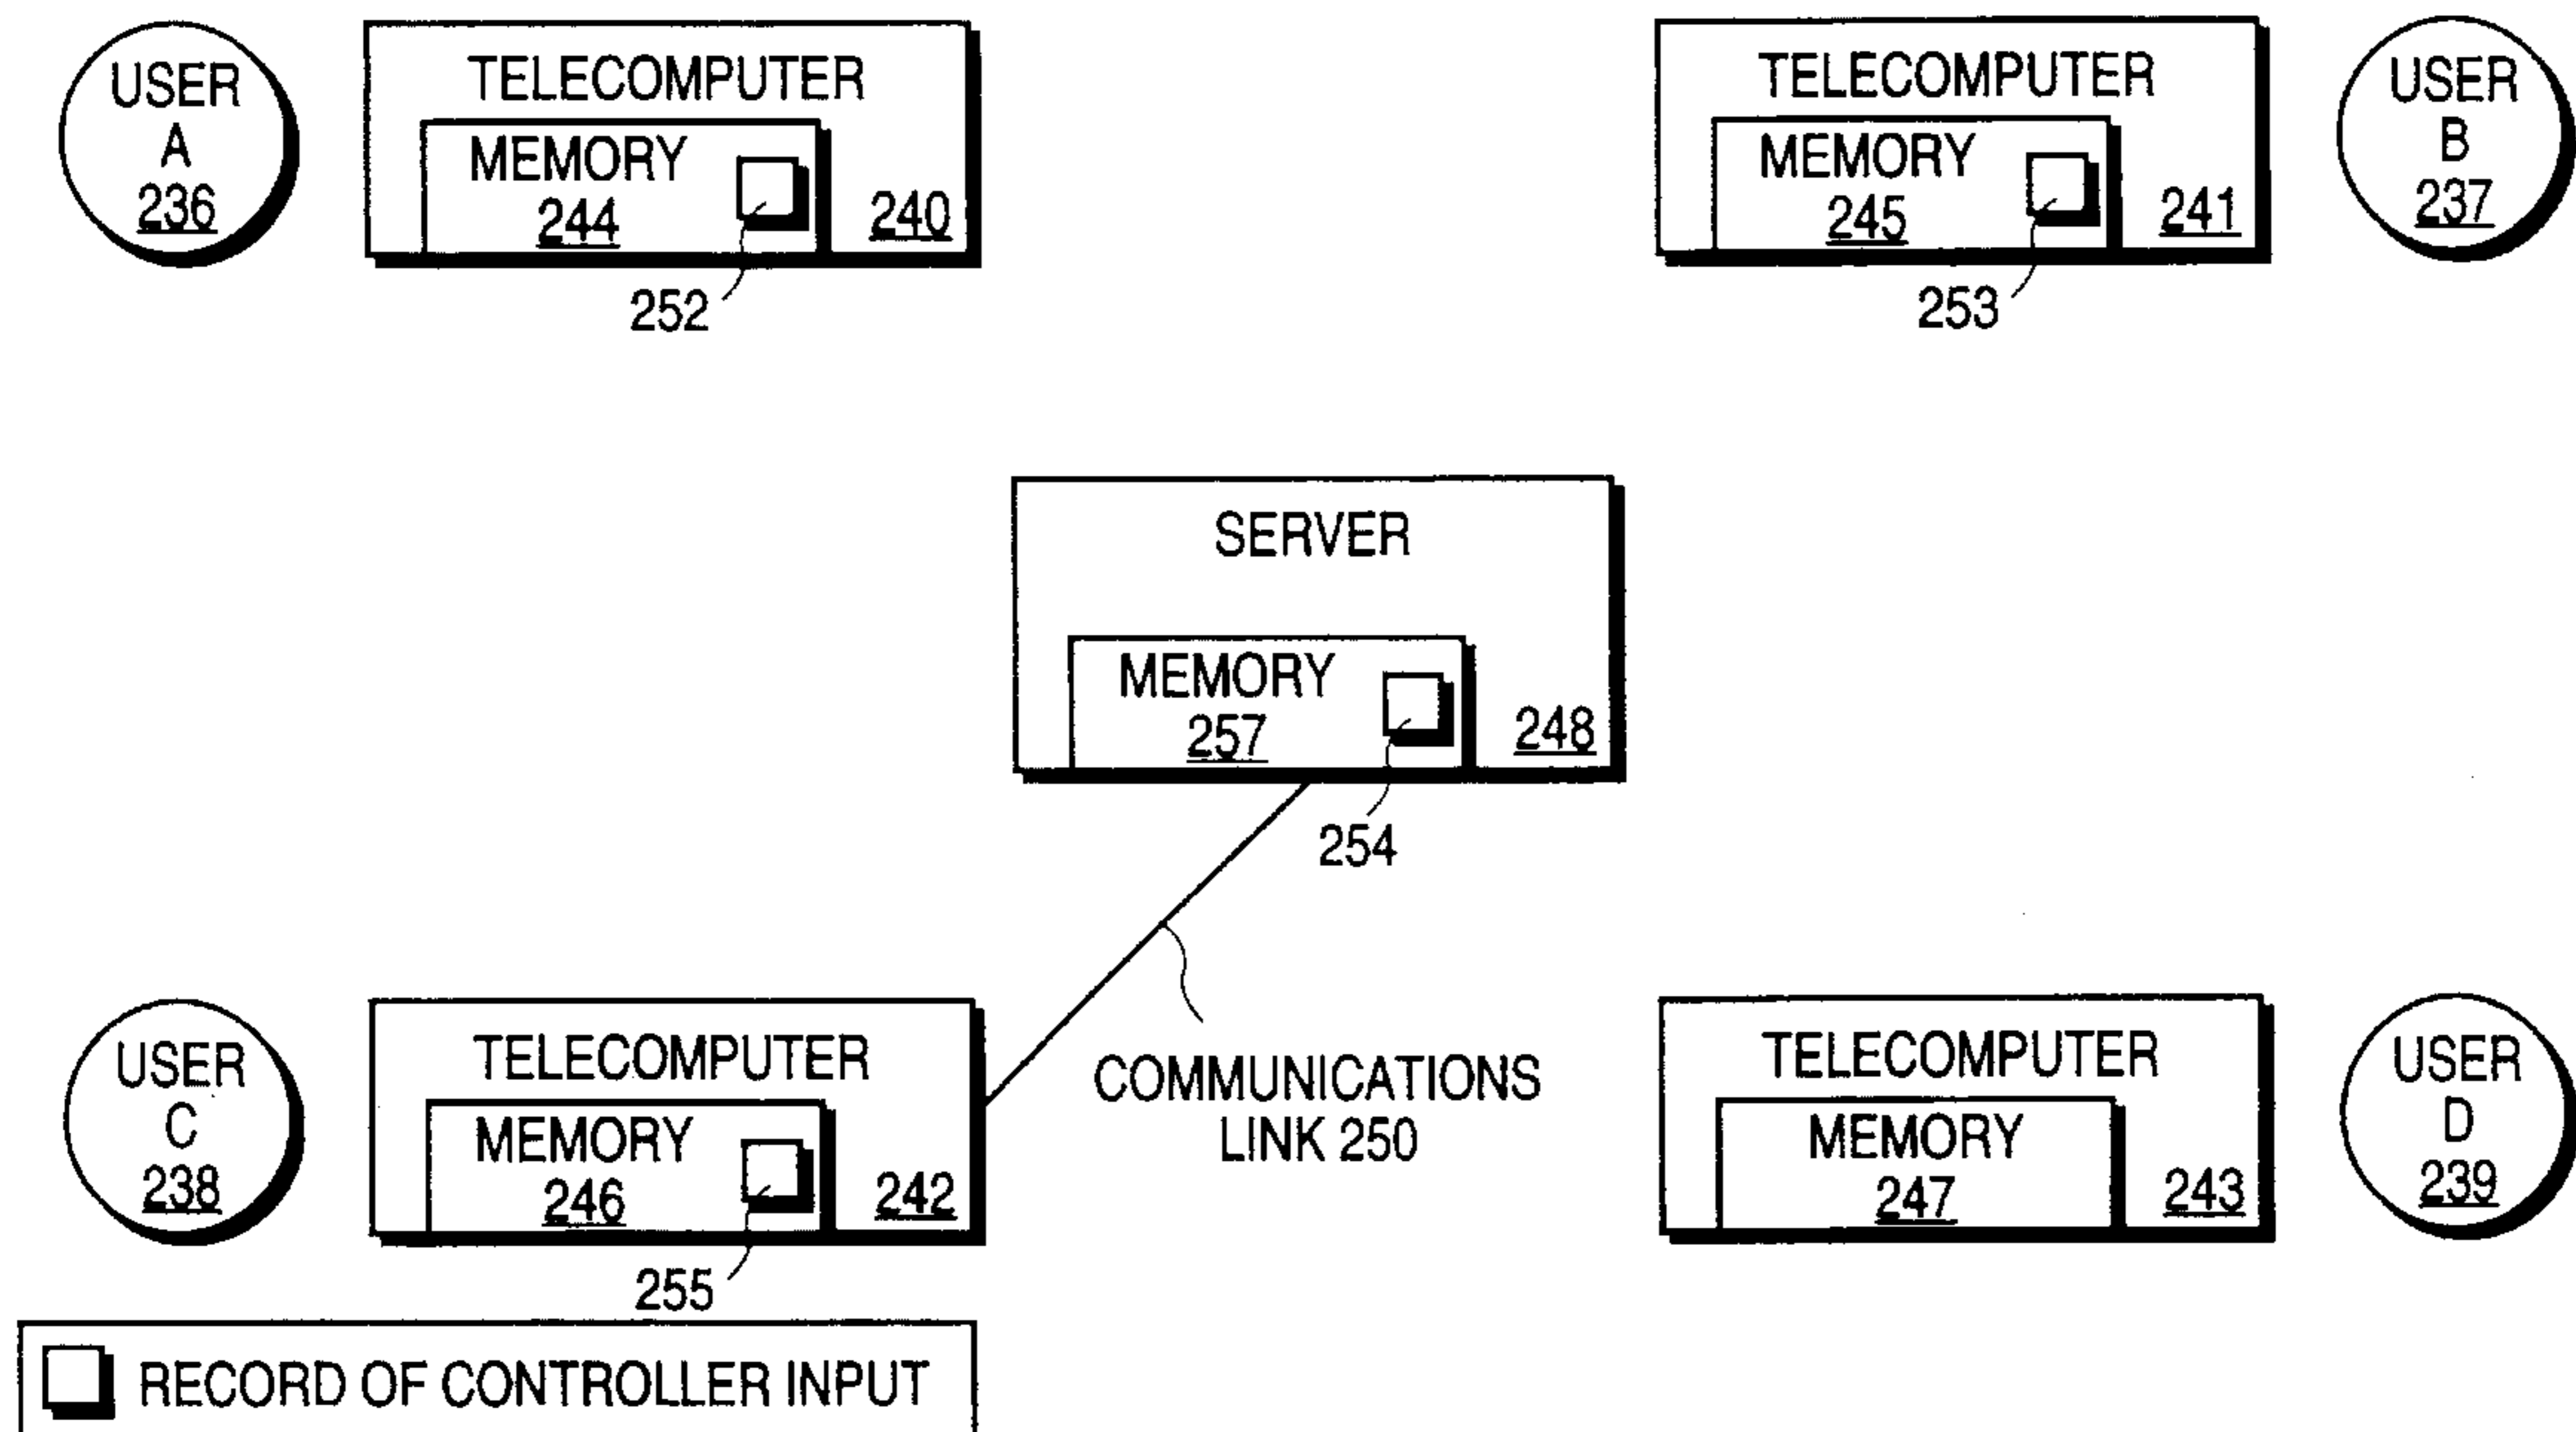 USER
A
236
TELECOMPUTER
MEMORY
244
240
252
TELECOMPUTER
MEMORY
245
241
253
USER
B
237
SERVER
MEMORY
257
248
254
USER
C
238
TELECOMPUTER
MEMORY
246
242
255
COMMUNICATIONS
LINK 250
TELECOMPUTER
MEMORY
247
243
USER
D
239
RECORD OF CONTROLLER INPUT